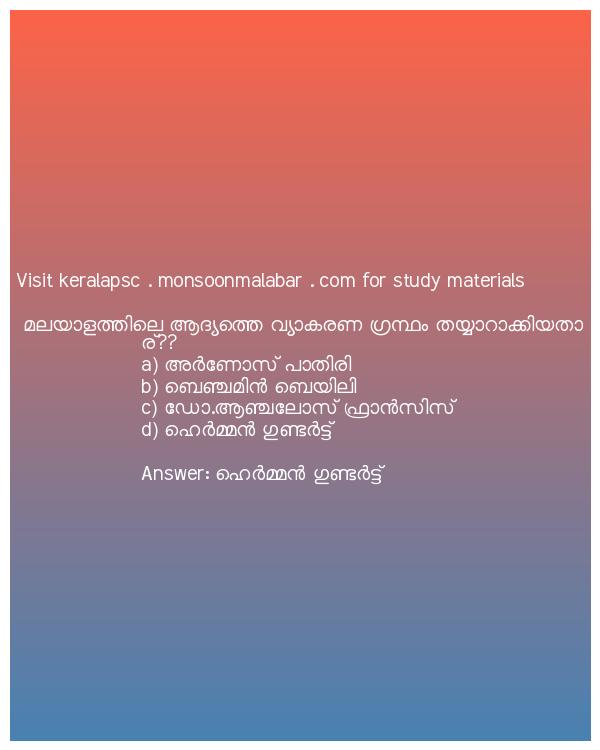 Visit keralapsc . monsoonmalabar . com for study materials
മലയാളത്തിലെ ആദ്യത്തെ വ്യാകരണ ഗ്രന്ഥം തയ്യാറാക്കിയതാ
ര്??
a) അർണോസ് പാതിരി
b) ബെഞ്ചമിൻ ബെയിലി
c) ഡോ.ആഞ്ചലോസ് ഫ്രാൻസിസ്
d) ഹെർമ്മൻ ഗുണ്ടർട്ട്
Answer: ഹെർമ്മൻ ഗുണ്ടർട്ട്